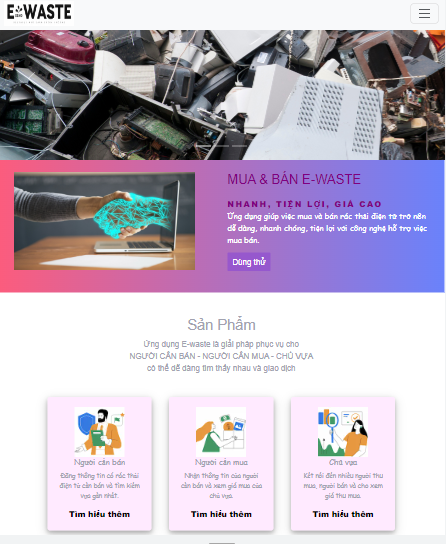 E WASTE
MUA & BÁN E-WASTE
NHANH, TIỆN LỢI, GIÁ CAO
Ứng dụng giúp việc mua và bán rác thải điện tử trở nên
dễ dàng, nhanh chóng, tiện lợi với công nghệ hỗ trợ việc
mua bán.
Dùng thử
Sản Phẩm
Ứng dụng E-waste là giải pháp phục vụ cho
NGƯỜI CẦN BÁN - NGƯỜI CẦN MUA - CHỦ VỰA
có thể dễ dàng tìm thấy nhau và giao dịch
Người cần bán
Đăng thông tin có rác thải
điện tử cần bán và tìm kiếm
vựa gần nhất.
Tìm hiểu thêm
Người cần mua
Nhận thông tin của người
cần bán và xem giá mua của
chủ vựa.
Tìm hiểu thêm
Chủ vựa
Kết nối đến nhiều người thu
mua, người bán và cho xem
giá thu mua.
Tìm hiểu thêm